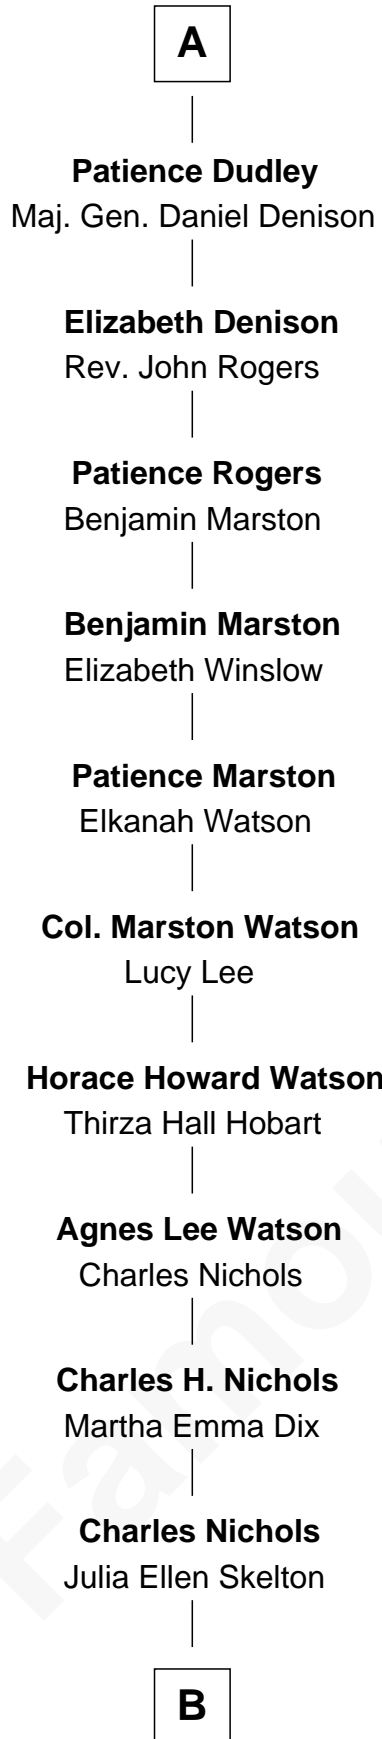 A
Patience Dudley
Maj. Gen. Daniel Denison
Elizabeth Denison
Rev. John Rogers
Patience Rogers
Benjamin Marston
Benjamin Marston
Elizabeth Winslow
Patience Marston
Elkanah Watson
Col. Marston Watson
Lucy Lee
Horace Howard Watson
Thirza Hall Hobart
Agnes Lee Watson
Charles Nichols
Charles H. Nichols
Martha Emma Dix
Charles Nichols
Julia Ellen Skelton
B